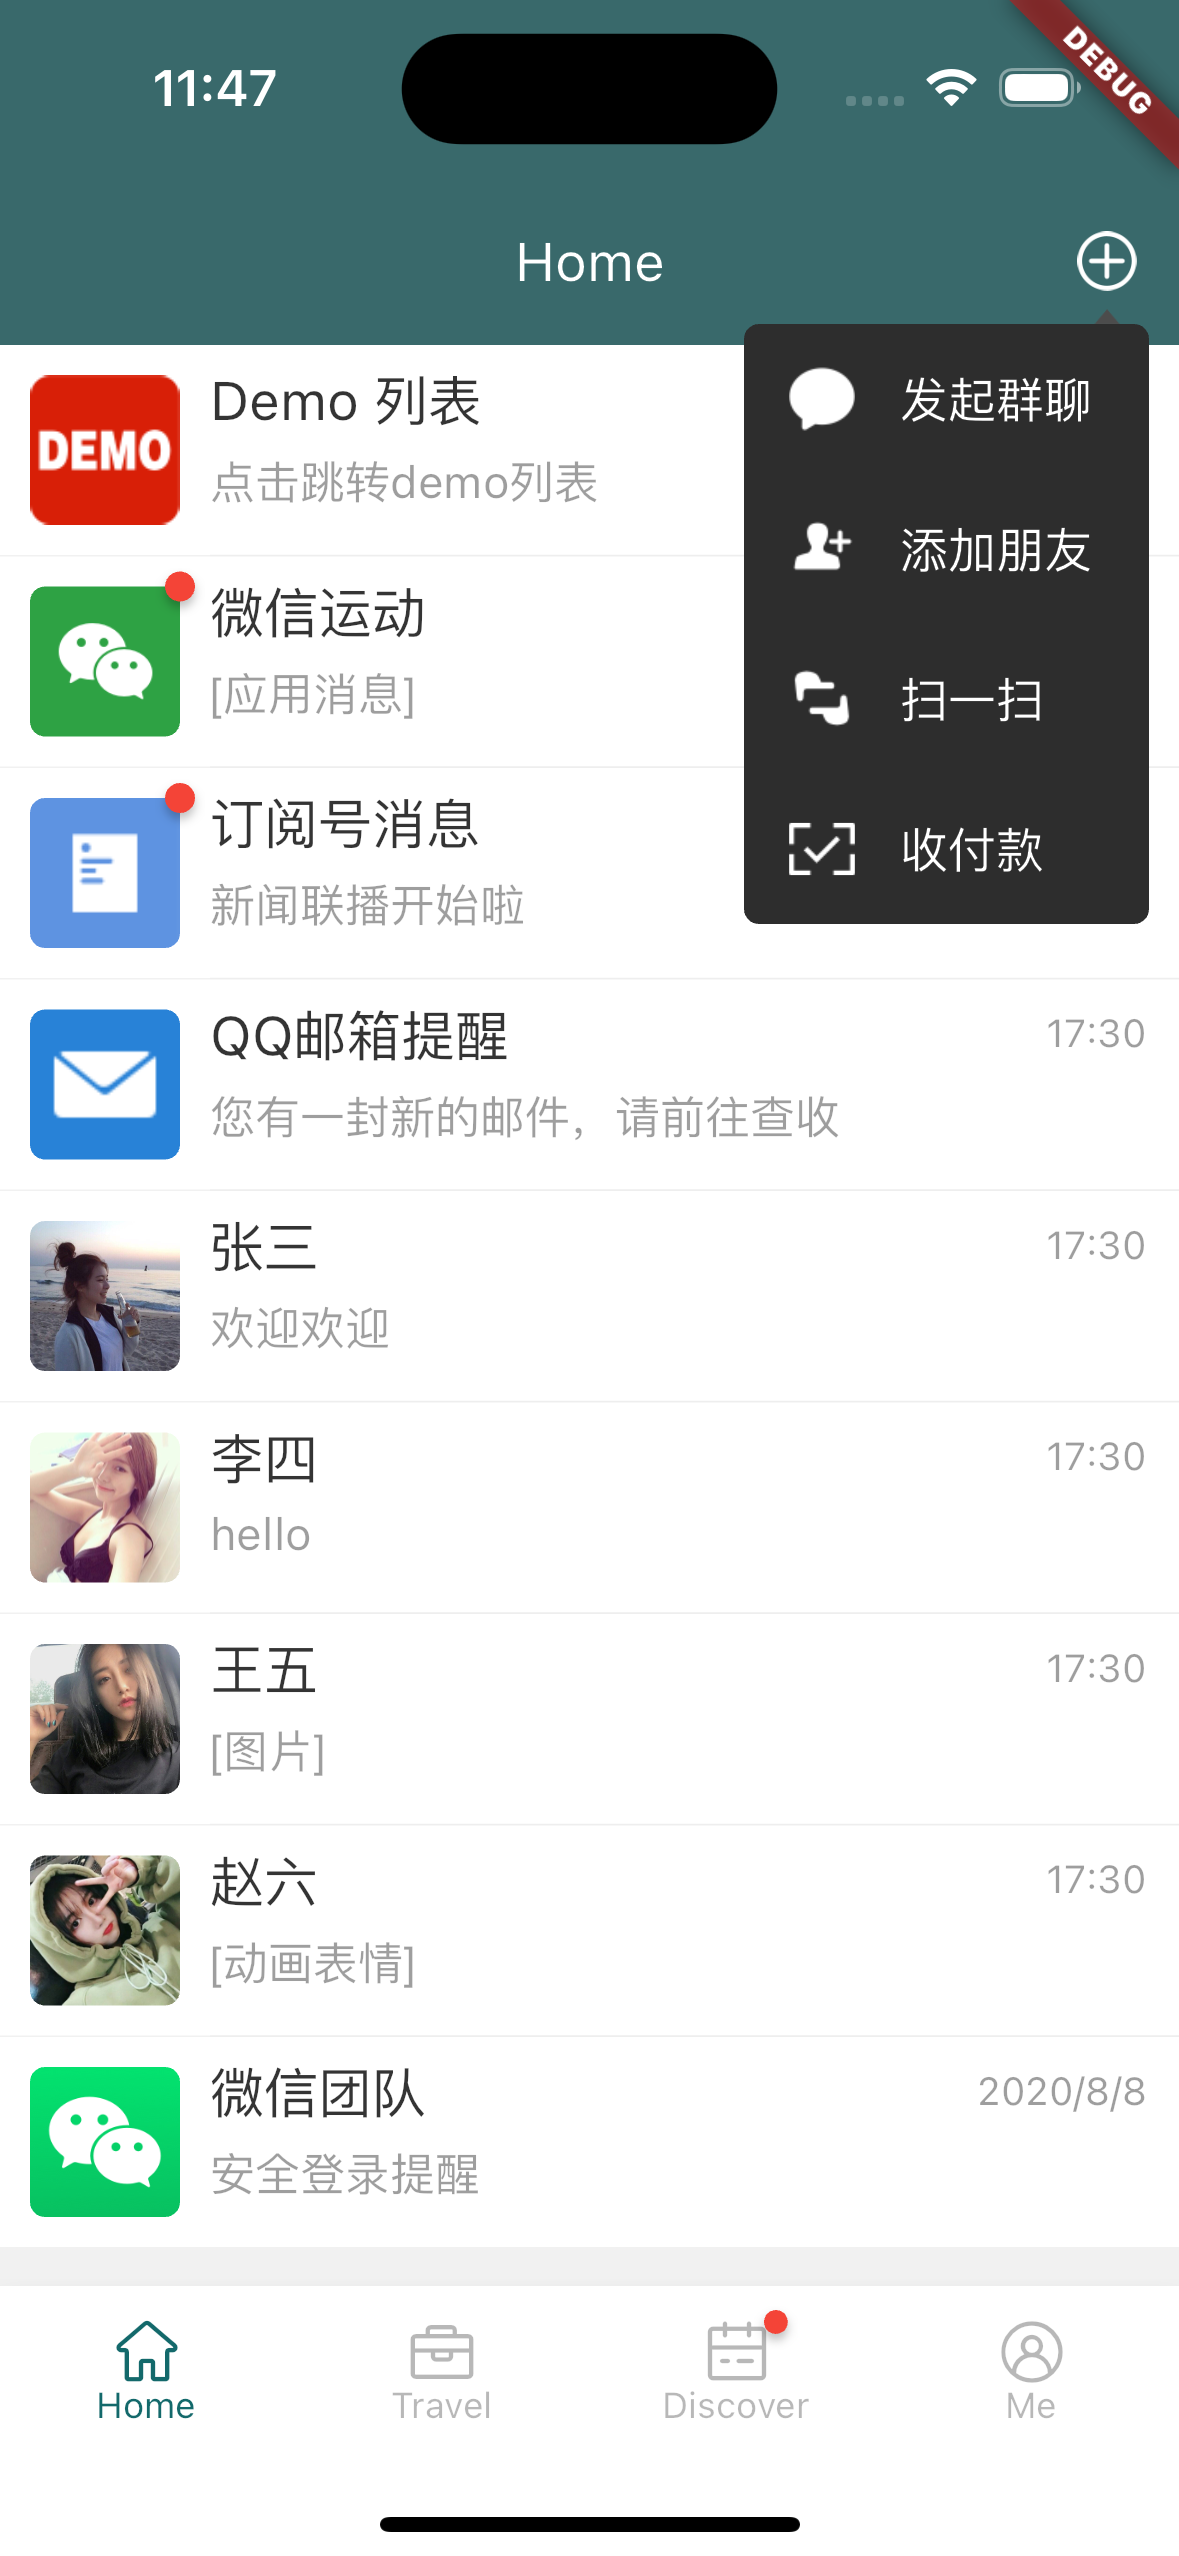 11:47
DEBUG
Home
发起群聊
添加朋友
扫一扫
收付款
DEMO
Demo 列表
点击跳转demo列表
微信运动
[应用消息]
订阅号消息
新闻联播开始啦
QQ邮箱提醒
17:30
您有一封新的邮件，请前往查收
张三
17:30
欢迎欢迎
李四
17:30
hello
王五
17:30
[图片]
赵六
17:30
[动画表情]
微信团队
2020/8/8
安全登录提醒
Home
Travel
Discover
Me